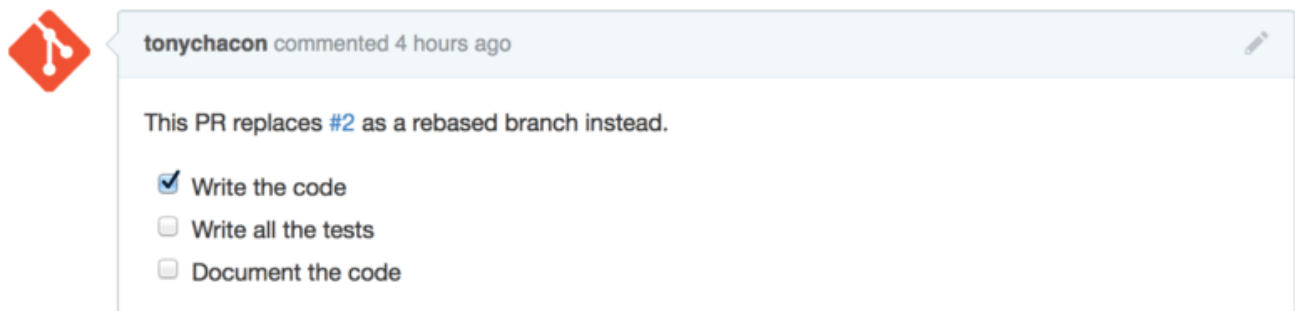 tonychacon commented 4 hours ago
This PR replaces #2 as a rebased branch instead.
Write the code
Write all the tests
Document the code